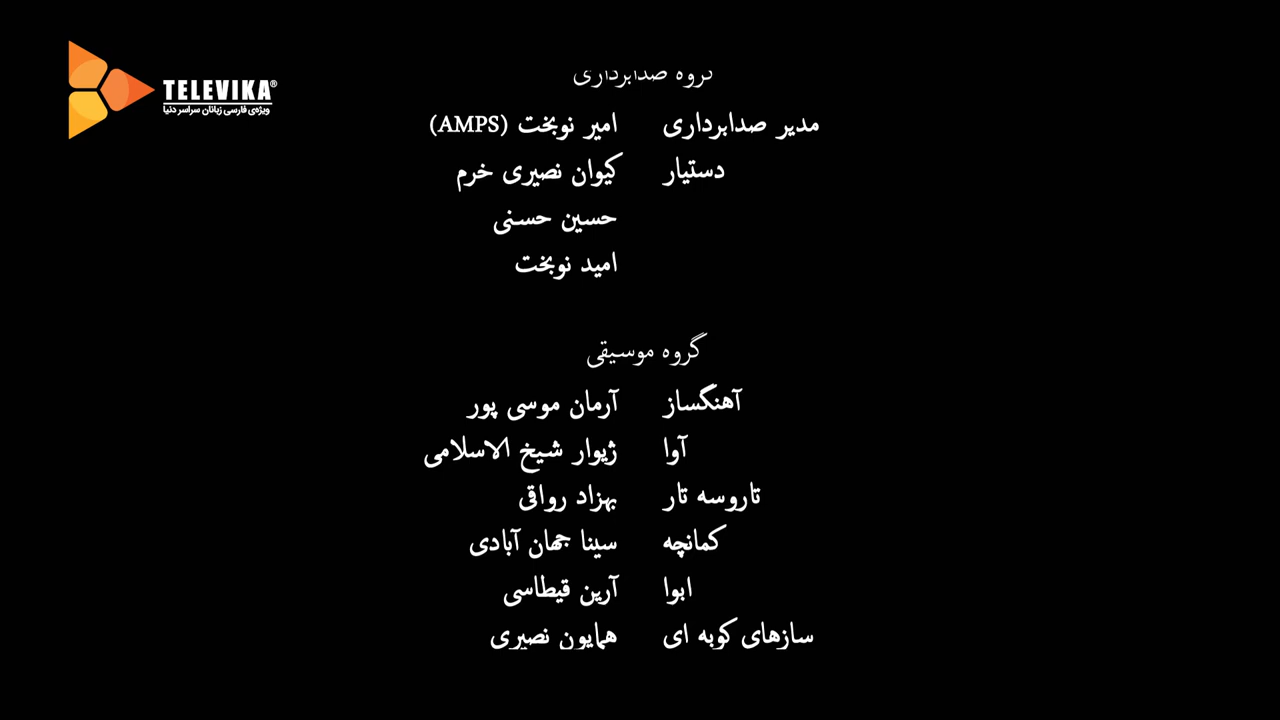 TELEVIKA®
ویژه‌ی فارسی زبانان سراسر دنیا
گروه صدابرداری
مدیر صدابرداری امیر نوبخت (AMPS)
دستیار کیوان نصیری خرم
حسین حسنی
امید نوبخت
گروه موسیقی
آهنگساز آرمان موسی پور
آوا ژیوار شیخ الاسلامی
تاروسه تار بهزاد رواقی
کمانچه سینا جهان آبادی
ابوا آرین قیطاسی
سازهای کوبه ای همایون نصیری